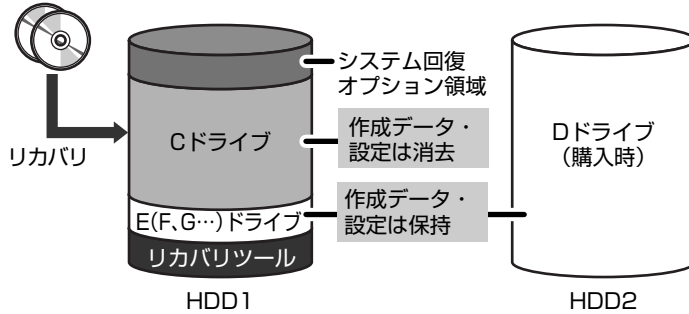 リカバリ
システム回復
オプション領域
Cドライブ
作成データ・
設定は消去
E(F、G…)ドライブ
作成データ・
設定は保持
リカバリツール
HDD1
Dドライブ
(購入時)
HDD2